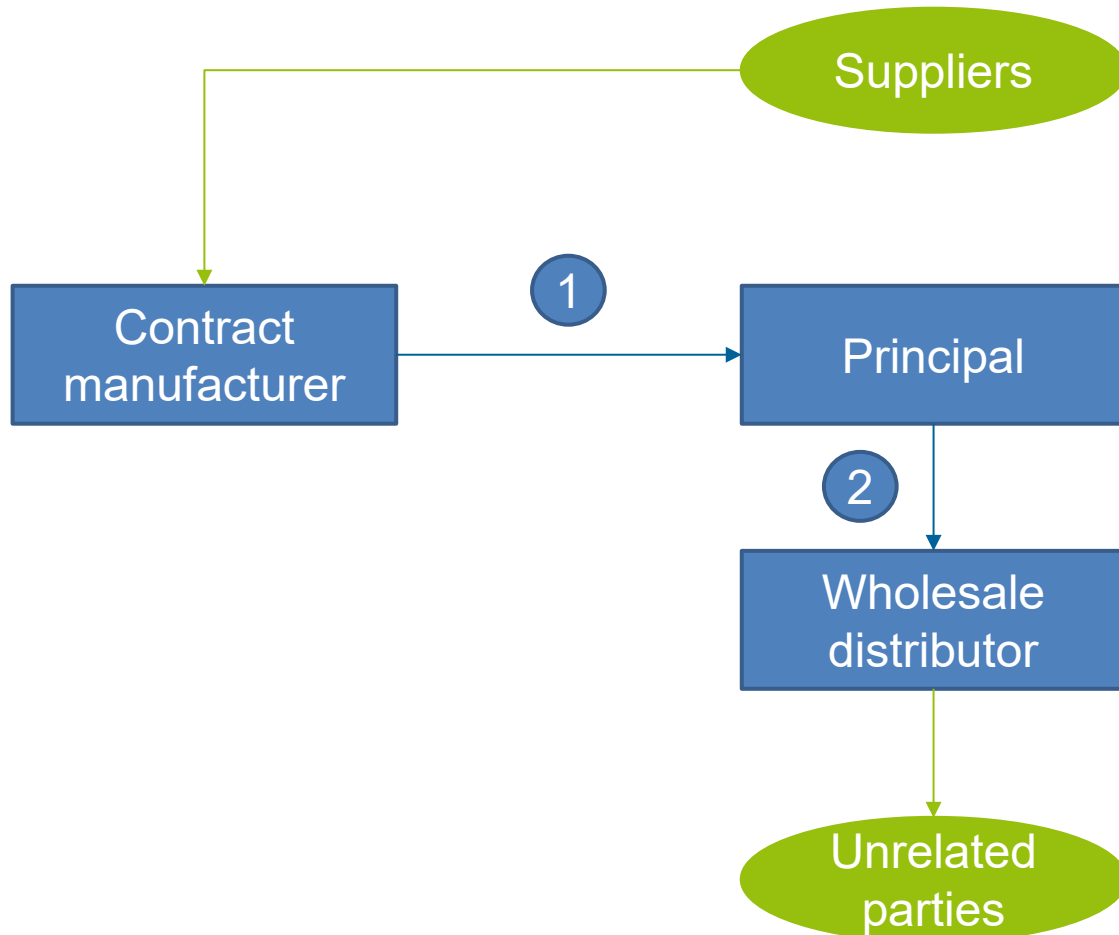 Suppliers
1
Contract
manufacturer
Principal
2
Wholesale
distributor
Unrelated
parties